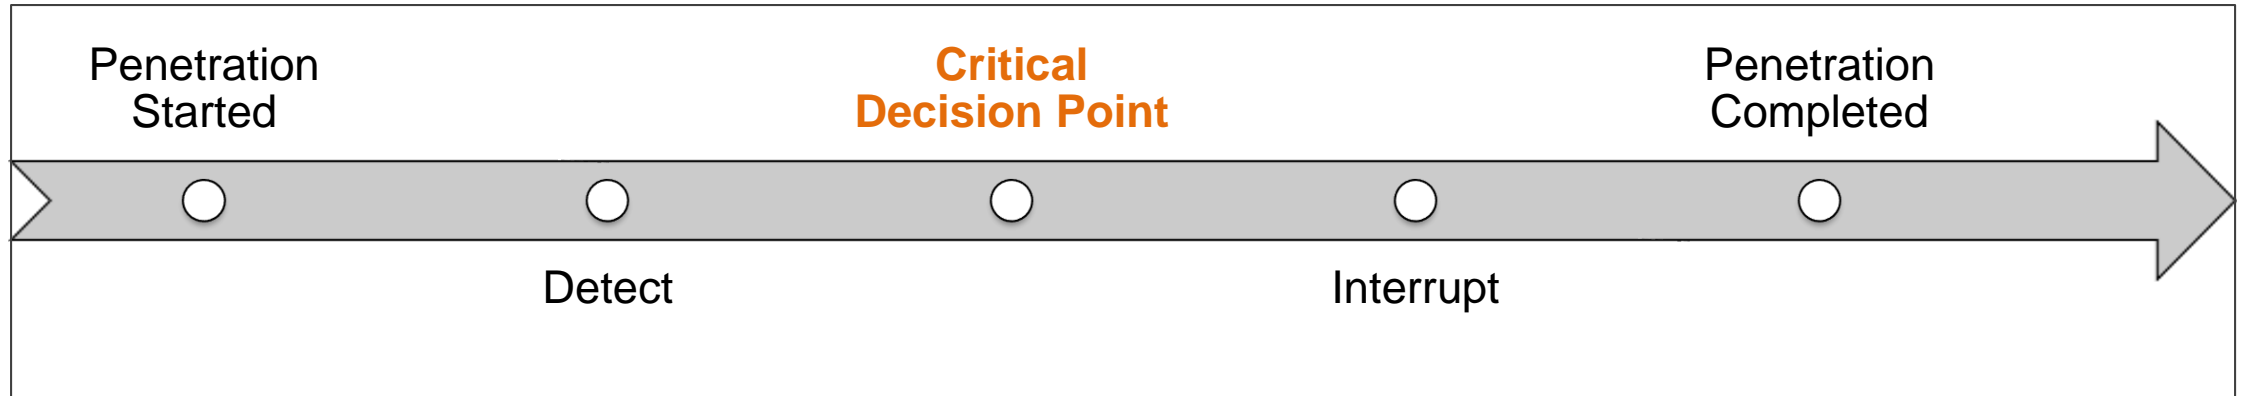 Penetration
Started
Critical
Decision Point
Penetration
Completed
Detect
Interrupt